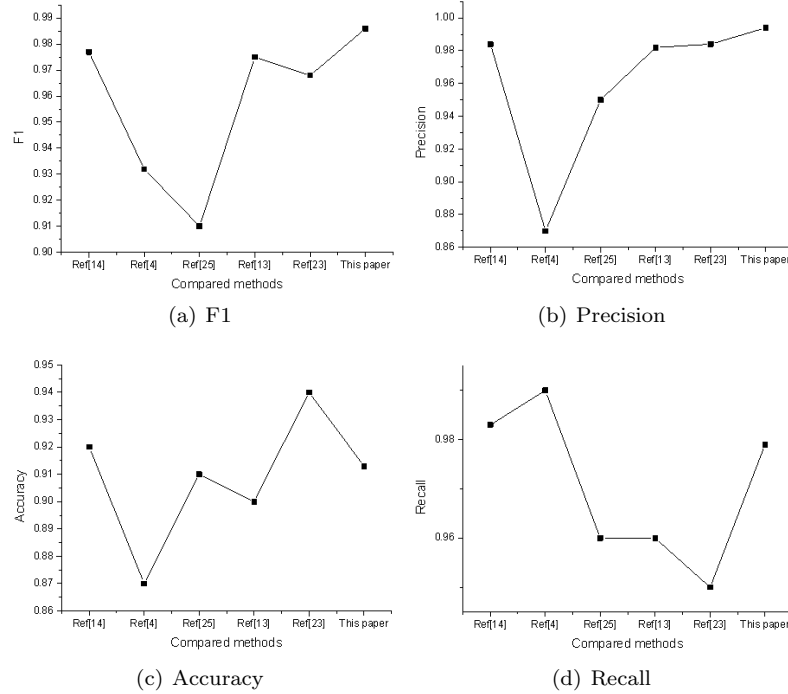 0.99
0.98
0.97
0.96
0.95
0.94
0.93
0.92
0.91
0.90
F1
Ref[14] Ref[4] Ref[25] Ref[13] Ref[23] This paper
Compared methods
(a) F1
1.00
0.98
0.96
0.94
0.92
0.90
0.88
0.86
Precision
Ref[14] Ref[4] Ref[25] Ref[13] Ref[23] This paper
Compared methods
(b) Precision
0.95
0.94
0.93
0.92
0.91
0.90
0.89
0.88
0.87
0.86
Accuracy
Ref[14] Ref[4] Ref[25] Ref[13] Ref[23] This paper
Compared methods
(c) Accuracy
0.98
0.96
Recall
Ref[14] Ref[4] Ref[25] Ref[13] Ref[23] This paper
Compared methods
(d) Recall